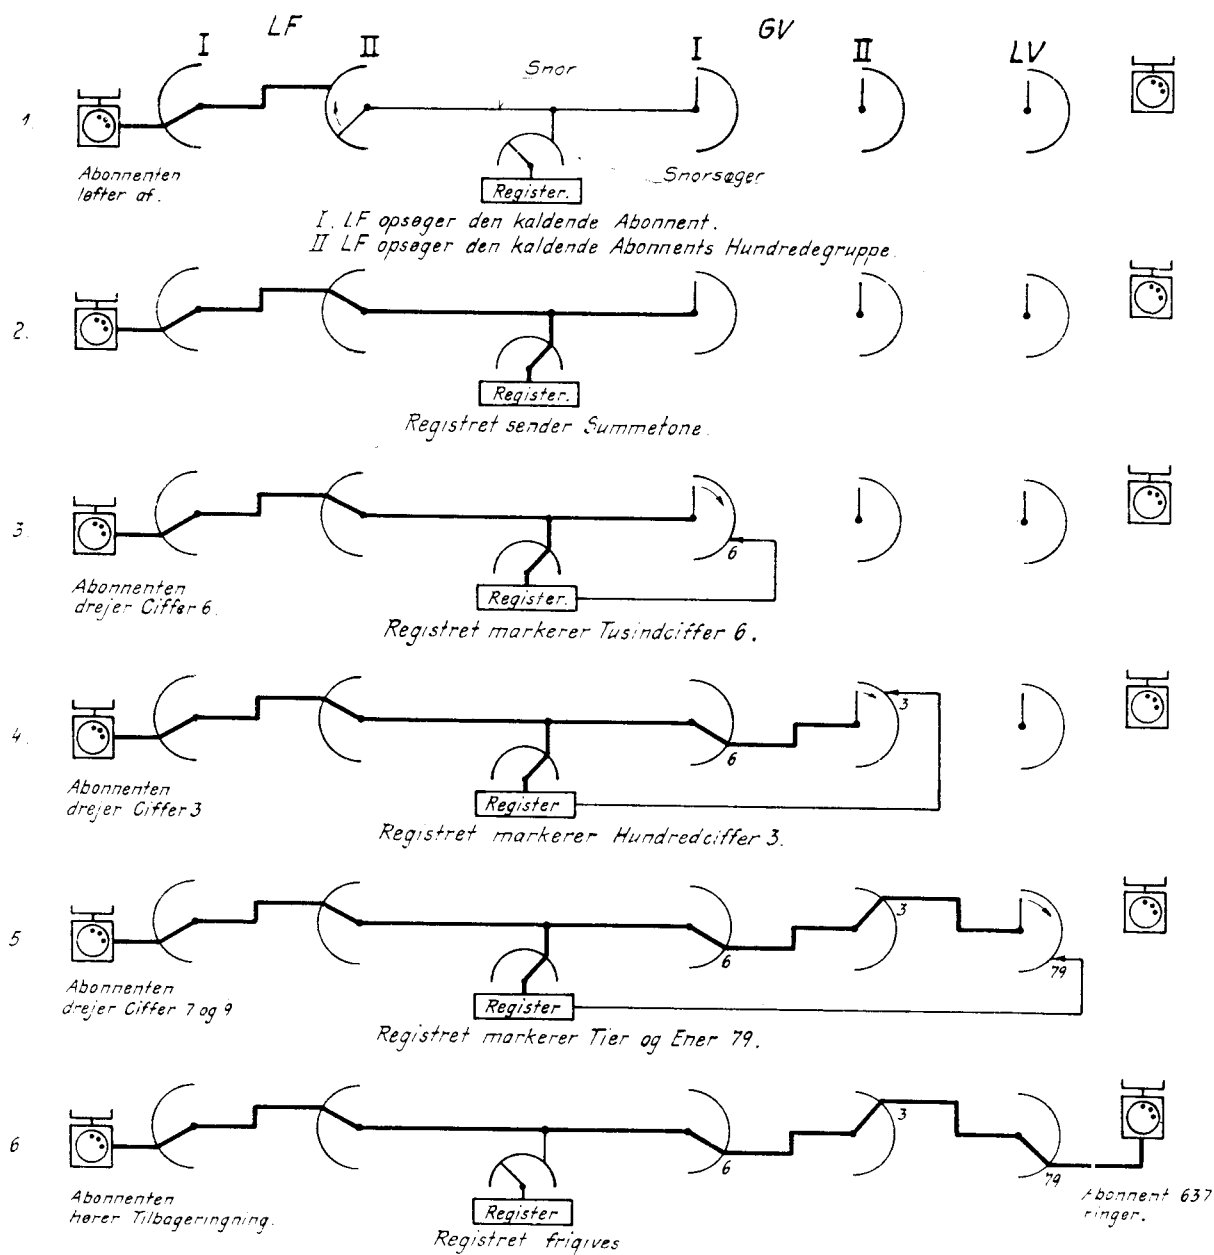 LF
GV
I
II
I
II
LV
Snor
1.
Snorsøger
Abonnenten
løfter af.
Register.
I. LF opsøger den kaldende Abonnent.
II LF opsøger den kaldende Abonnents Hundredegruppe.
2.
Register.
Registret sender Summetone.
3.
6
Abonnenten
drejer Ciffer 6.
Register.
Registret markerer Tusindciffer 6.
3
4.
6
Abonnenten
drejer Ciffer 3
Register
Registret markerer Hundredciffer 3.
3
5
6
79
Abonnenten
drejer Ciffer 7 og 9
Register
Registret markerer Tier og Ener 79.
3
6
6
79
Abonnenten
hører Tilbageringning.
Register
Registret frigives
Abonnent 637
ringer.